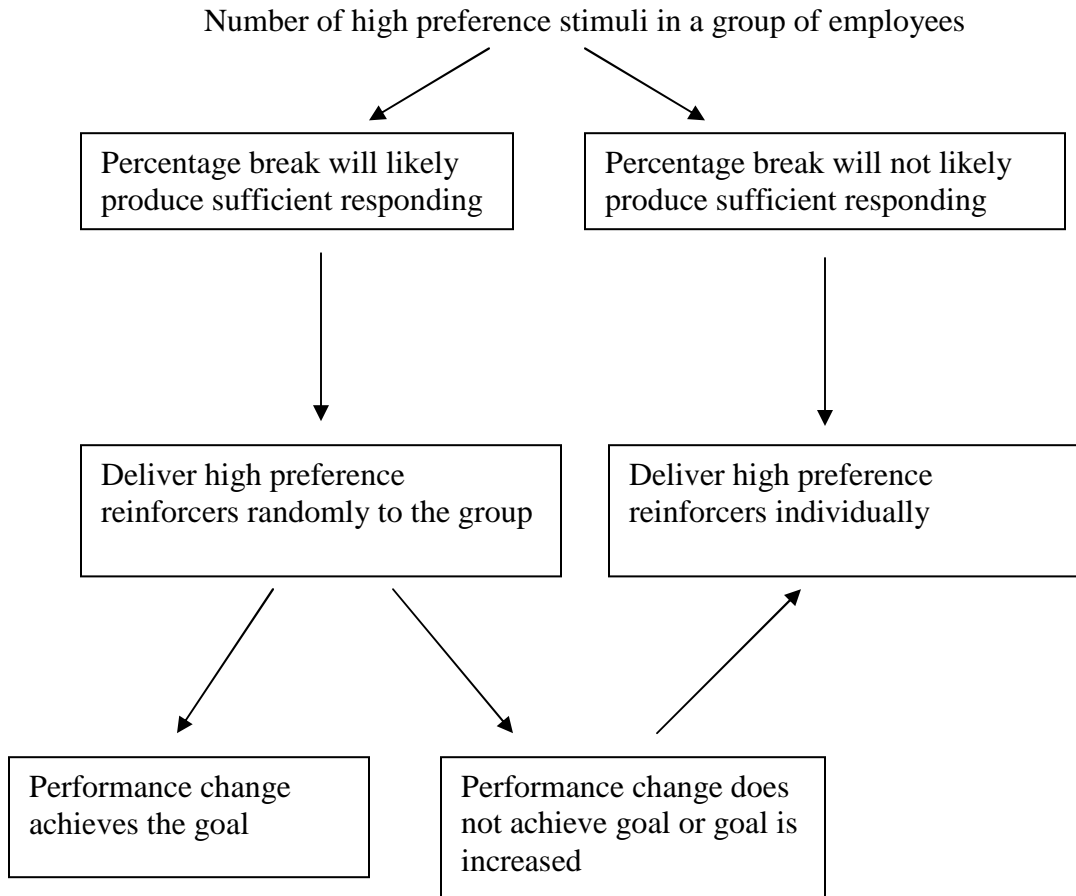 Number of high preference stimuli in a group of employees
Percentage break will likely
produce sufficient responding
Percentage break will not likely
produce sufficient responding
Deliver high preference
reinforcers randomly to the group
Deliver high preference
reinforcers individually
Performance change
achieves the goal
Performance change does
not achieve goal or goal is
increased